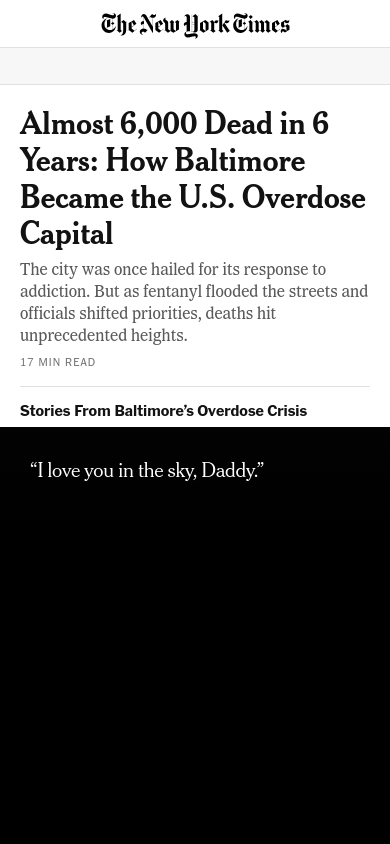 The New York Times
Almost 6,000 Dead in 6
Years: How Baltimore
Became the U.S. Overdose
Capital
The city was once hailed for its response to
addiction. But as fentanyl flooded the streets and
officials shifted priorities, deaths hit
unprecedented heights.
17 MIN READ
Stories From Baltimore’s Overdose Crisis
“I love you in the sky, Daddy.”